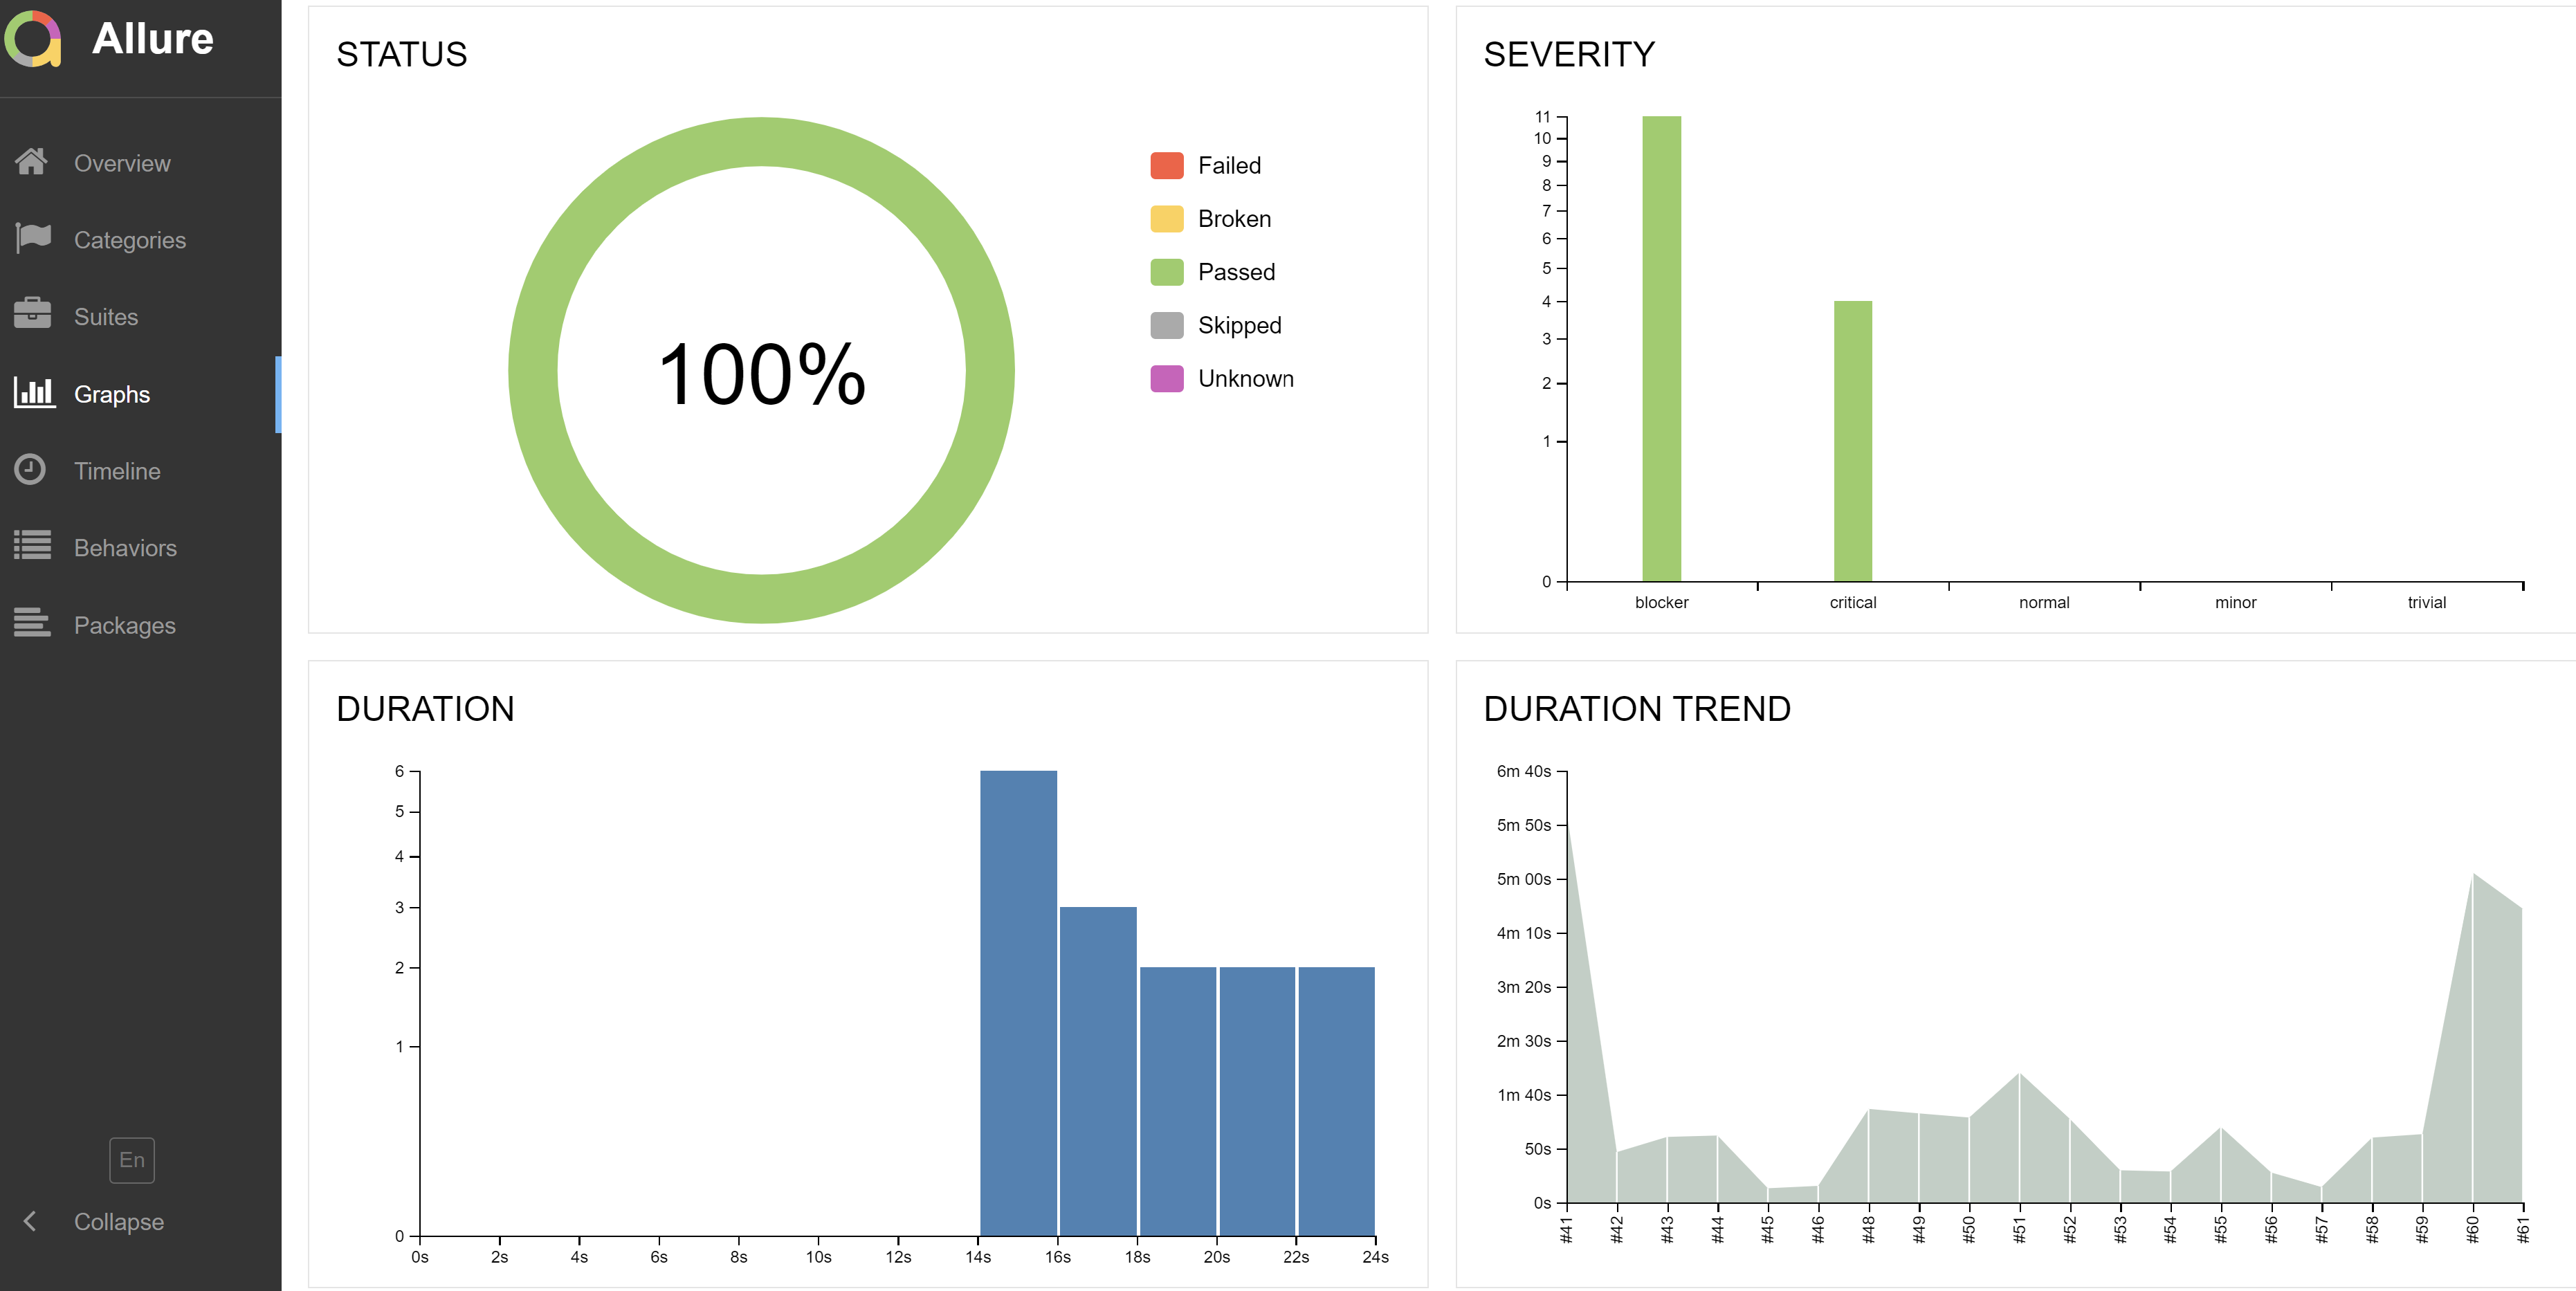 Allure
Overview
Categories
Suites
Graphs
Timeline
Behaviors
Packages
En
Collapse
STATUS
100%
Failed
Broken
Passed
Skipped
Unknown
SEVERITY
11
10
9
8
7
6
5
4
3
2
1
0
blocker critical normal minor trivial
DURATION
6
5
4
3
2
1
0
0s 2s 4s 6s 8s 10s 12s 14s 16s 18s 20s 22s 24s
DURATION TREND
6m 40s
5m 50s
5m 00s
4m 10s
3m 20s
2m 30s
1m 40s
50s
0s
#41 #42 #43 #44 #45 #46 #48 #49 #50 #51 #52 #53 #54 #55 #56 #57 #58 #59 #60 #61